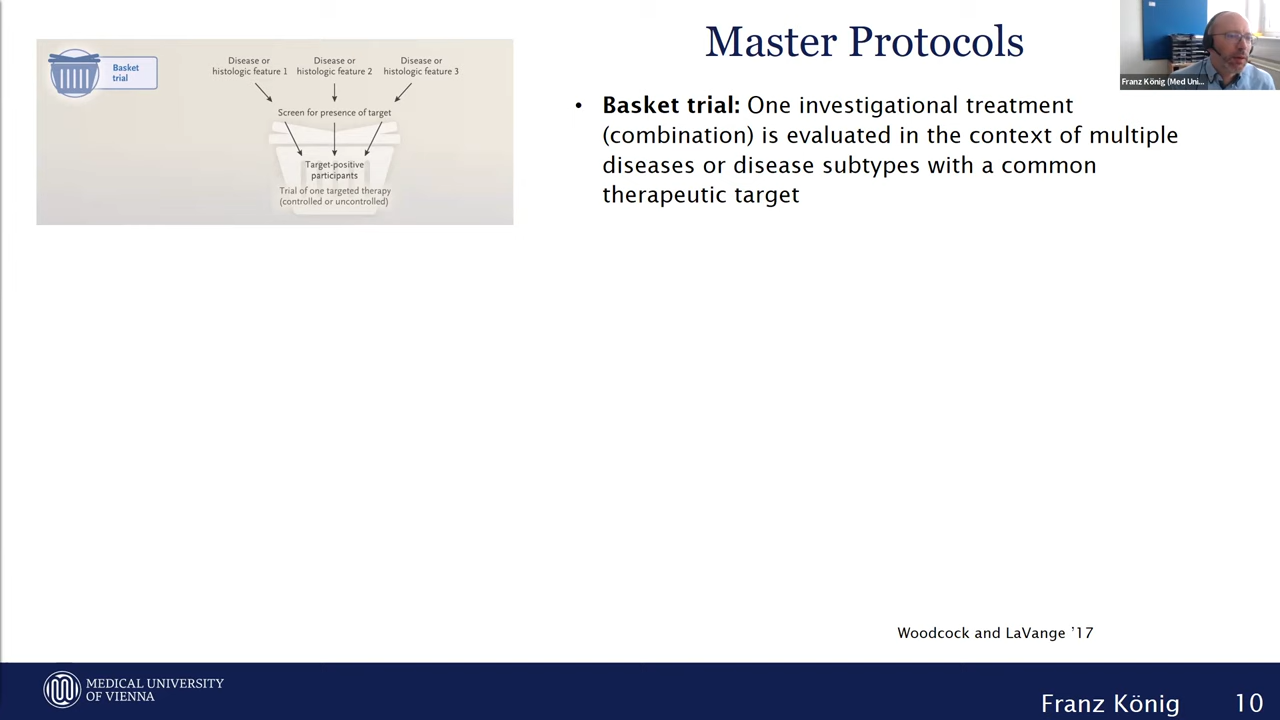 Master Protocols
Basket
trial
Disease or
histologic feature 1
Disease or
histologic feature 2
Disease or
histologic feature 3
Screen for presence of target
Target-positive
participants
Trial of one targeted therapy
(controlled or uncontrolled)
• Basket trial: One investigational treatment
(combination) is evaluated in the context of multiple
diseases or disease subtypes with a common
therapeutic target
Franz König (Med Uni...
Woodcock and LaVange ’17
MEDICAL UNIVERSITY
OF VIENNA
Franz König
10